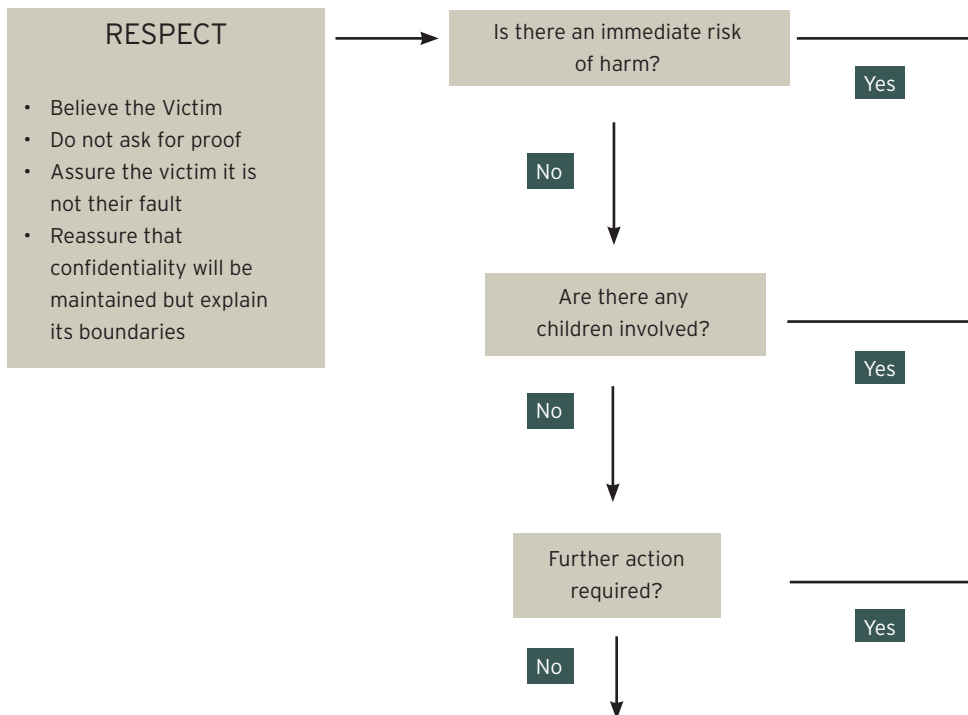 RESPECT
• Believe the Victim
• Do not ask for proof
• Assure the victim it is
not their fault
• Reassure that
confidentiality will be
maintained but explain
its boundaries
Is there an immediate risk
of harm?
Yes
No
Are there any
children involved?
Yes
No
Further action
required?
Yes
No